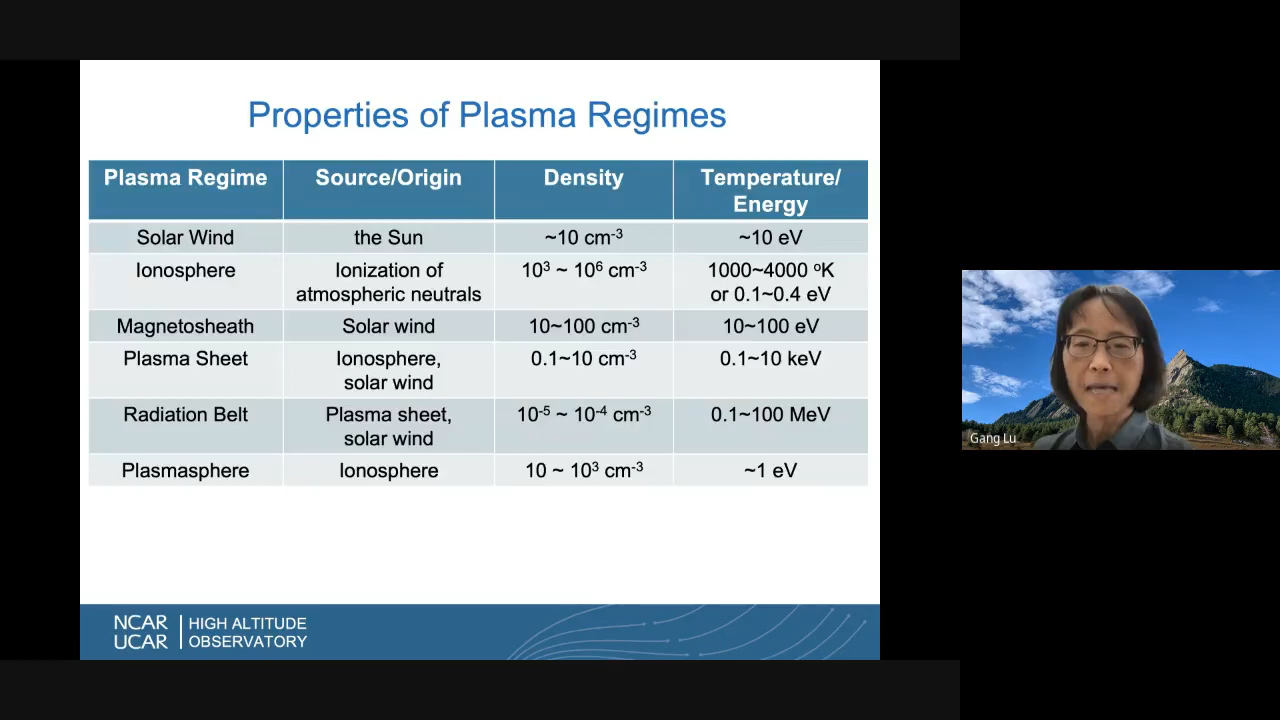 Properties of Plasma Regimes
Plasma Regime Source/Origin Density Temperature/
Energy
Solar Wind the Sun ~10 cm⁻³ ~10 eV
Ionosphere Ionization of 10³ ~ 10⁶ cm⁻³ 1000~4000 ᵒK
atmospheric neutrals or 0.1~0.4 eV
Magnetosheath Solar wind 10~100 cm⁻³ 10~100 eV
Plasma Sheet Ionosphere, 0.1~10 cm⁻³ 0.1~10 keV
solar wind
Radiation Belt Plasma sheet, 10⁻⁵ ~ 10⁻⁴ cm⁻³ 0.1~100 MeV
solar wind
Plasmasphere Ionosphere 10 ~ 10³ cm⁻³ ~1 eV
Gang Lu
NCAR HIGH ALTITUDE
UCAR OBSERVATORY